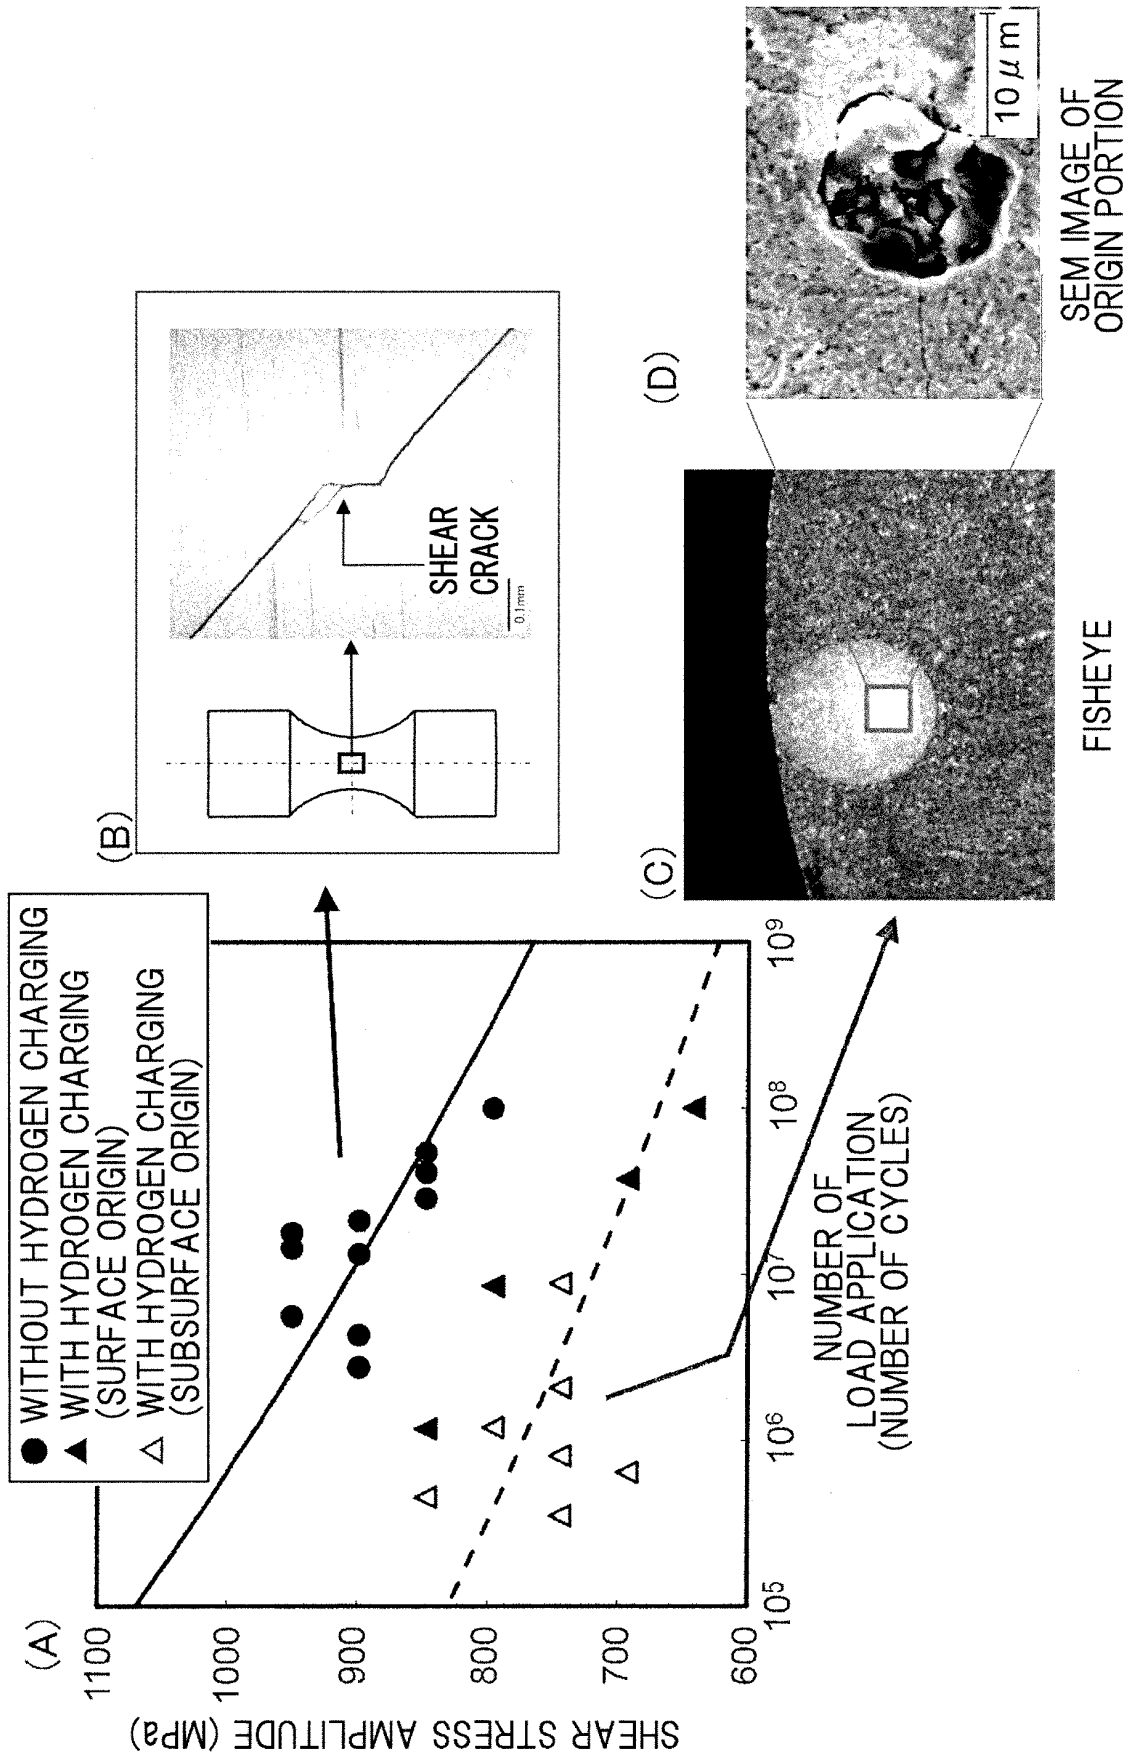 (A)
SHEAR STRESS AMPLITUDE (MPa)
1100
1000
900
800
700
600
10⁵
10⁶
10⁷
10⁸
10⁹
NUMBER OF
LOAD APPLICATION
(NUMBER OF CYCLES)
● WITHOUT HYDROGEN CHARGING
▲ WITH HYDROGEN CHARGING
(SURFACE ORIGIN)
△ WITH HYDROGEN CHARGING
(SUBSURFACE ORIGIN)
(B)
SHEAR
CRACK
0.1mm
(C)
FISHEYE
(D)
10 μm
SEM IMAGE OF
ORIGIN PORTION